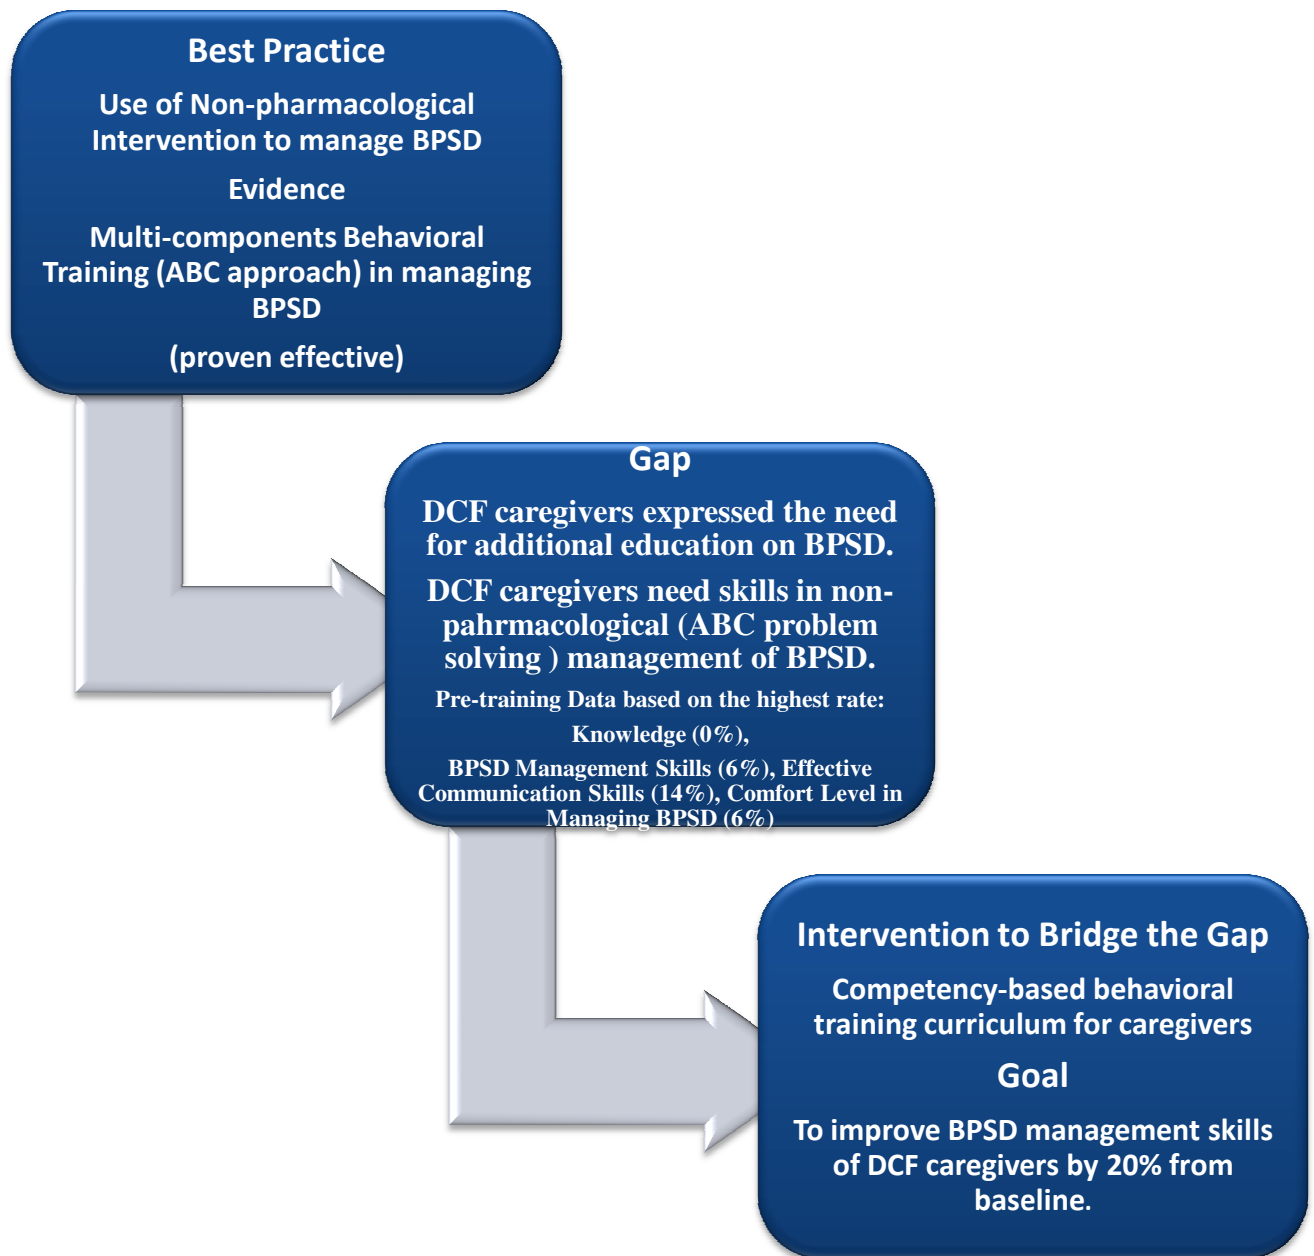 Best Practice
Use of Non-pharmacological
Intervention to manage BPSD
Evidence
Multi-components Behavioral
Training (ABC approach) in managing
BPSD
(proven effective)
Gap
DCF caregivers expressed the need
for additional education on BPSD.
DCF caregivers need skills in non-
pahrmacological (ABC problem
solving ) management of BPSD.
Pre-training Data based on the highest rate:
Knowledge (0%),
BPSD Management Skills (6%), Effective
Communication Skills (14%), Comfort Level in
Managing BPSD (6%)
Intervention to Bridge the Gap
Competency-based behavioral
training curriculum for caregivers
Goal
To improve BPSD management skills
of DCF caregivers by 20% from
baseline.